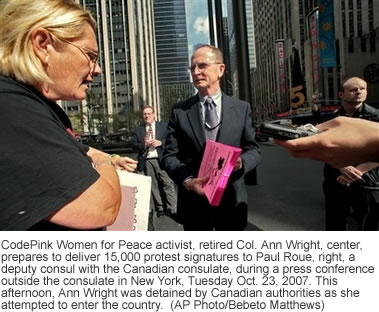 CodePink Women for Peace activist, retired Col. Ann Wright, center,
prepares to deliver 15,000 protest signatures to Paul Roue, right, a
deputy consul with the Canadian consulate, during a press conference
outside the consulate in New York, Tuesday Oct. 23, 2007. This
afternoon, Ann Wright was detained by Canadian authorities as she
attempted to enter the country.  (AP Photo/Bebeto Matthews)